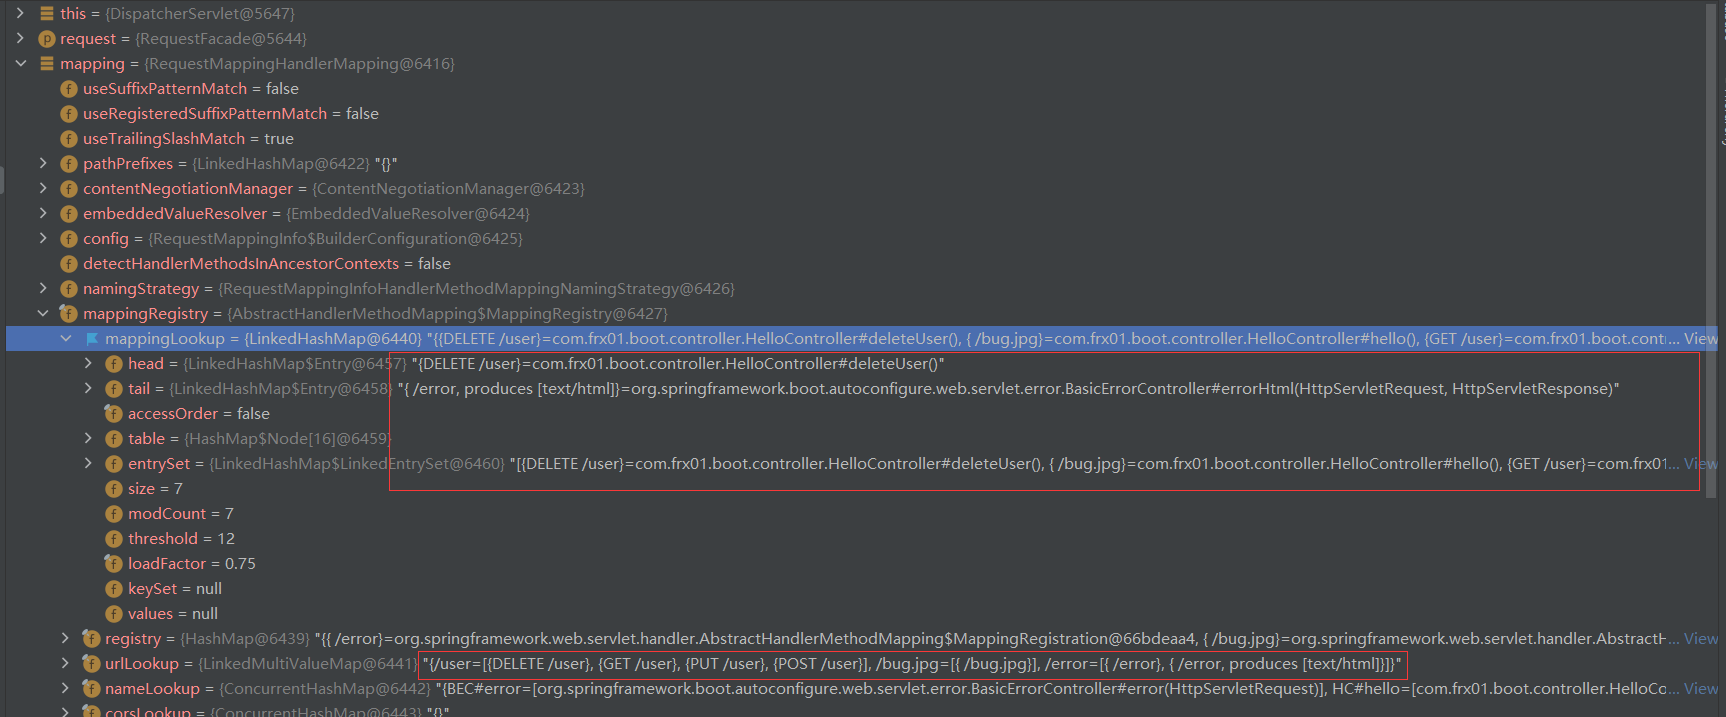 this = {DispatcherServlet@5647}
p request = {RequestFacade@5644}
mapping = {RequestMappingHandlerMapping@6416}
f useSuffixPatternMatch = false
f useRegisteredSuffixPatternMatch = false
f useTrailingSlashMatch = true
f pathPrefixes = {LinkedHashMap@6422} "{}"
f contentNegotiationManager = {ContentNegotiationManager@6423}
f embeddedValueResolver = {EmbeddedValueResolver@6424}
f config = {RequestMappingInfo$BuilderConfiguration@6425}
f detectHandlerMethodsInAncestorContexts = false
f namingStrategy = {RequestMappingInfoHandlerMethodMappingNamingStrategy@6426}
f mappingRegistry = {AbstractHandlerMethodMapping$MappingRegistry@6427}
mappingLookup = {LinkedHashMap@6440} "{{DELETE /user}=com.frx01.boot.controller.HelloController#deleteUser(), { /bug.jpg}=com.frx01.boot.controller.HelloController#hello(), {GET /user}=com.frx01.boot.cont... View
f head = {LinkedHashMap$Entry@6457} "{DELETE /user}=com.frx01.boot.controller.HelloController#deleteUser()"
f tail = {LinkedHashMap$Entry@6458} "{ /error, produces [text/html]}=org.springframework.boot.autoconfigure.web.servlet.error.BasicErrorController#errorHtml(HttpServletRequest, HttpServletResponse)"
f accessOrder = false
f table = {HashMap$Node[16]@6459}
f entrySet = {LinkedHashMap$LinkedEntrySet@6460} "[{DELETE /user}=com.frx01.boot.controller.HelloController#deleteUser(), { /bug.jpg}=com.frx01.boot.controller.HelloController#hello(), {GET /user}=com.frx01... View
f size = 7
f modCount = 7
f threshold = 12
f loadFactor = 0.75
f keySet = null
f values = null
f registry = {HashMap@6439} "{{ /error}=org.springframework.web.servlet.handler.AbstractHandlerMethodMapping$MappingRegistration@66bdeaa4, { /bug.jpg}=org.springframework.web.servlet.handler.AbstractH... View
f urlLookup = {LinkedMultiValueMap@6441} "{/user=[{DELETE /user}, {GET /user}, {PUT /user}, {POST /user}], /bug.jpg=[{ /bug.jpg}], /error=[{ /error}, { /error, produces [text/html]}]}"
f nameLookup = {ConcurrentHashMap@6442} "{BEC#error=[org.springframework.boot.autoconfigure.web.servlet.error.BasicErrorController#error(HttpServletRequest)], HC#hello=[com.frx01.boot.controller.HelloCo... View
f corsLookup = {ConcurrentHashMap@6443} "{}"